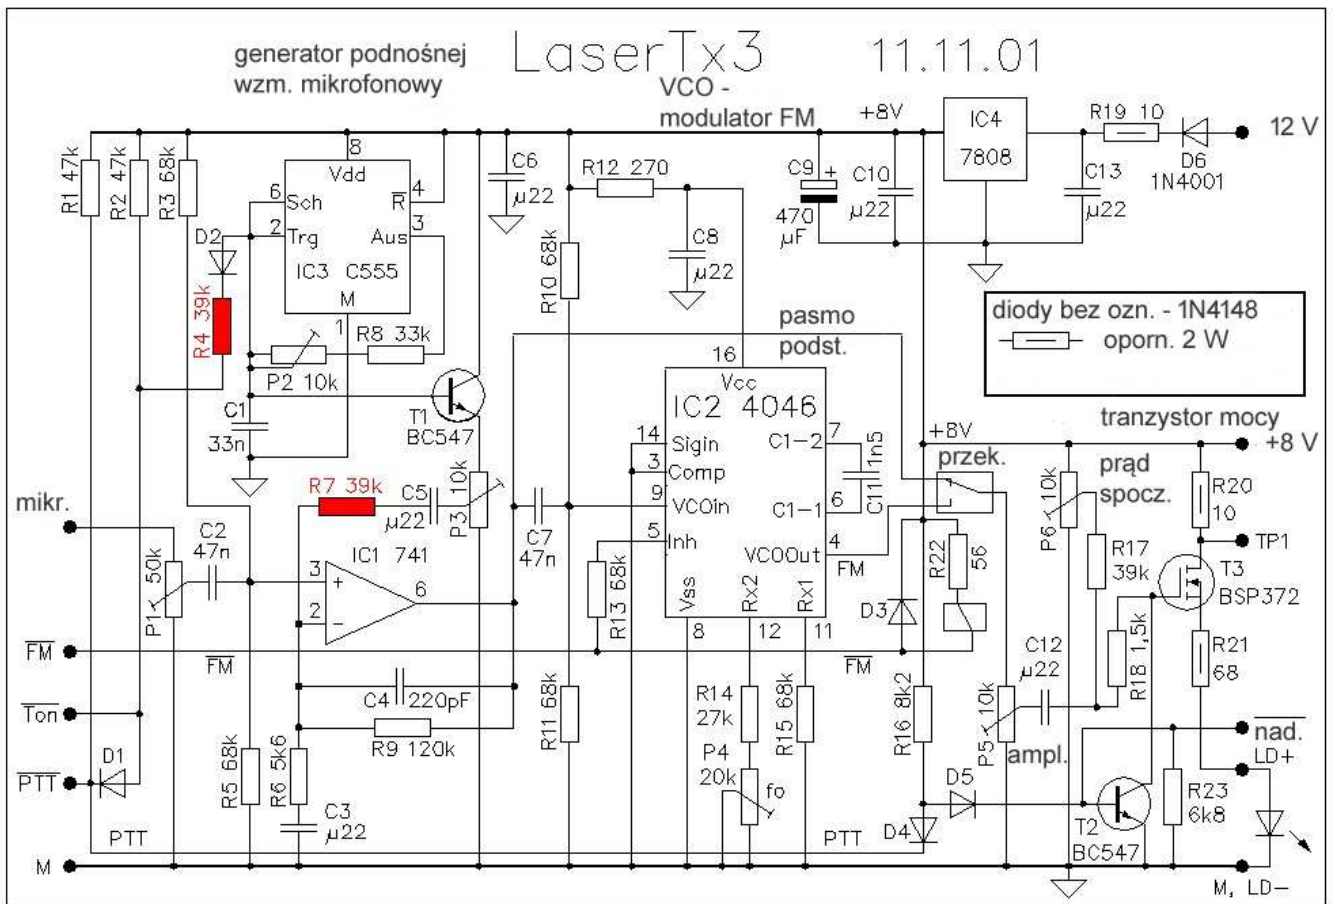 LaserTx3 11.11.01
generator podnośnej
wzm. mikrofonowy
VCO -
modulator FM
+8V
IC4
7808
R19 10
D6
1N4001
12 V
R1 47k
R2 47k
R3 68k
8
Vdd
6
Sch
R
4
2
Trg
Aus
3
IC3 C555
M
1
D2
R4 39k
R8 33k
P2 10k
C1
33n
C6
µ22
R12 270
C8
µ22
R10 68k
C9
+
470
µF
C10
µ22
C13
µ22
diody bez ozn. - 1N4148
oporn. 2 W
pasmo
podst.
T1
BC547
P3 10k
16
Vcc
IC2 4046
14
Sigin
3
Comp
9
VCOin
5
Inh
C1-2
7
C1-1
6
VCOOut
4
Vss
Rx2
Rx1
8
12
11
C11 1n5
FM
przek.
+8V
tranzystor mocy
+8 V
prąd
spocz.
P6 10k
R20
10
TP1
T3
BSP372
R17
39k
R18 1,5k
R21
68
R22
56
D3
mikr.
P1 50k
C2
47n
R7 39k
C5
µ22
IC1 741
3
+
2
-
6
C7
47n
R13 68k
FM
FM
FM
C4
220pF
R9 120k
R11 68k
R14
27k
R15 68k
P4
20k
fo
R16 8k2
P5 10k
ampl.
C12
µ22
Ton
PTT
D1
R5 68k
R6 5k6
C3
µ22
PTT
PTT
D5
D4
T2
BC547
R23
6k8
nad.
LD+
M
M, LD-